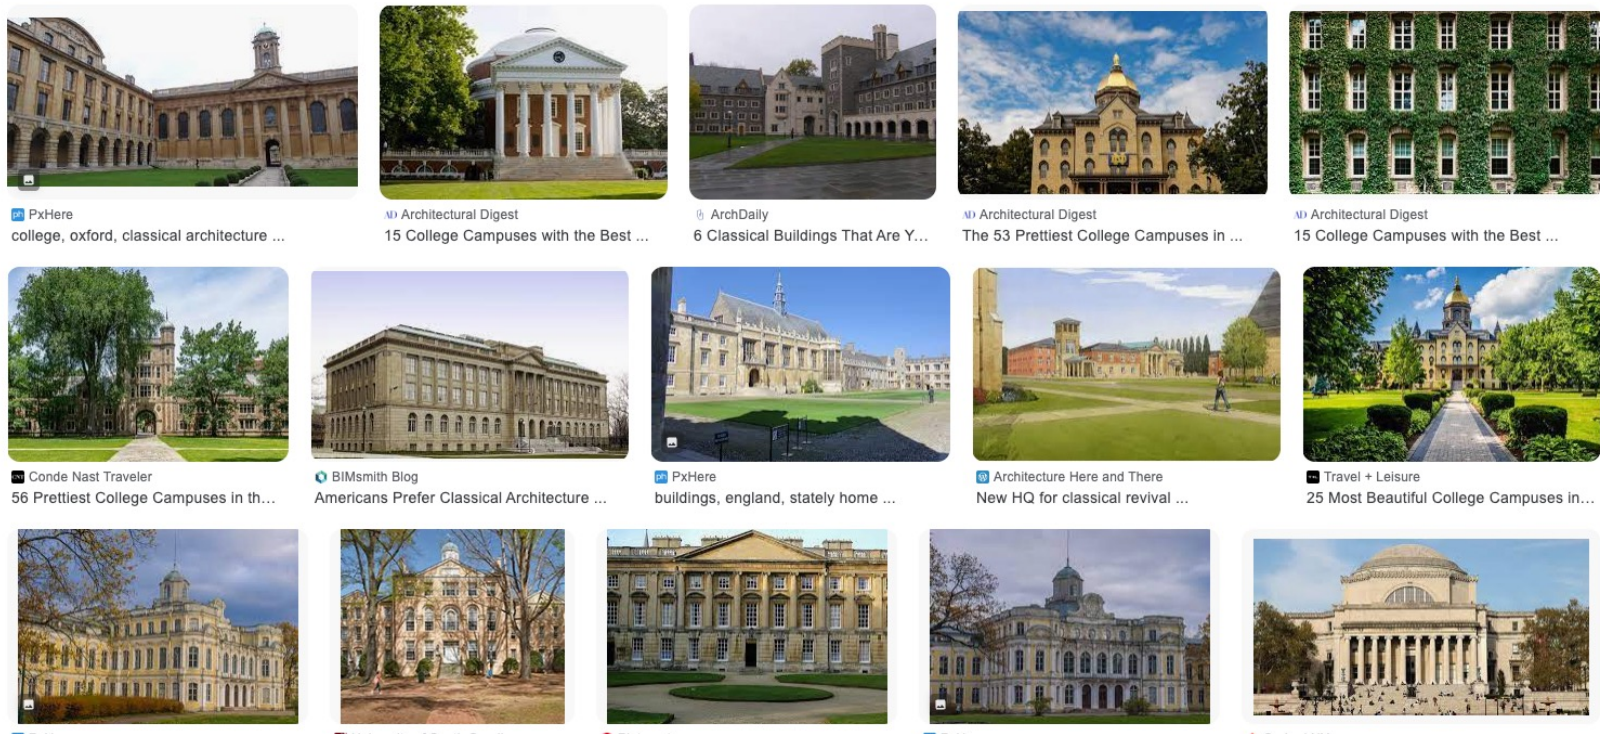 PxHere
college, oxford, classical architecture ...
Architectural Digest
15 College Campuses with the Best ...
ArchDaily
6 Classical Buildings That Are Y...
Architectural Digest
The 53 Prettiest College Campuses in ...
Architectural Digest
15 College Campuses with the Best ...
Conde Nast Traveler
56 Prettiest College Campuses in th...
BIMsmith Blog
Americans Prefer Classical Architecture ...
PxHere
buildings, england, stately home ...
Architecture Here and There
New HQ for classical revival ...
Travel + Leisure
25 Most Beautiful College Campuses in...